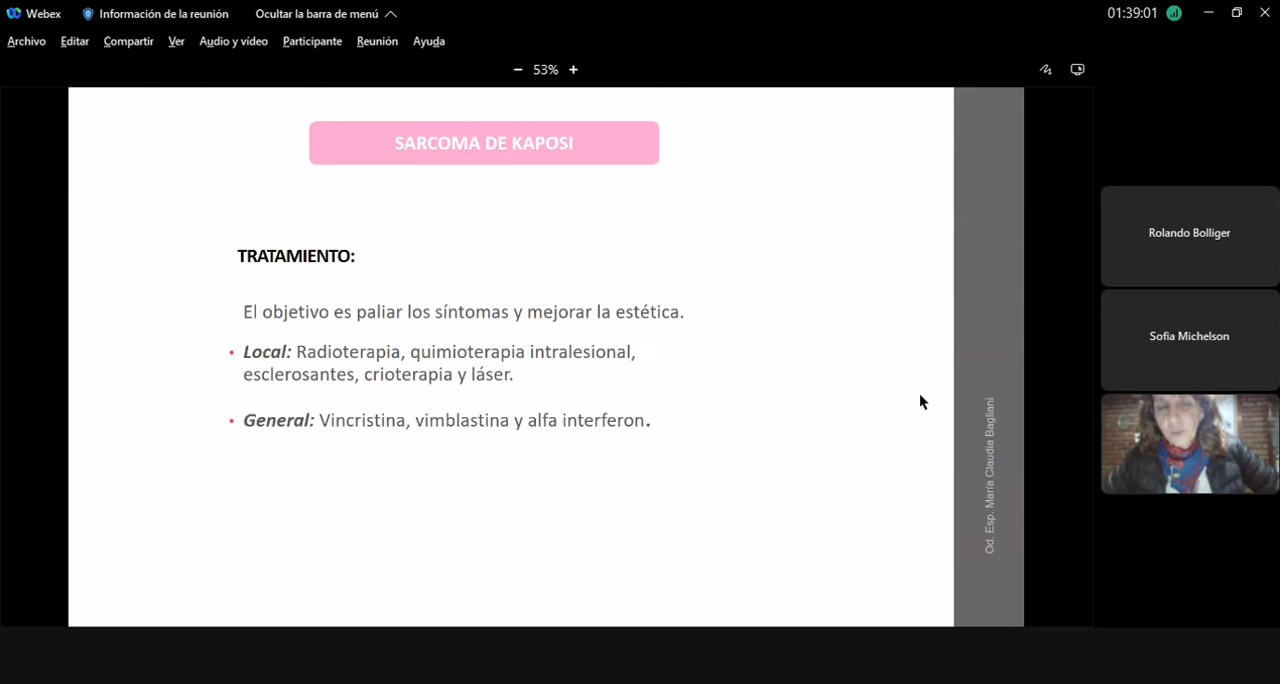 Webex
Información de la reunión
Ocultar la barra de menú
01:39:01
Archivo Editar Compartir Ver Audio y vídeo Participante Reunión Ayuda
− 53% +
SARCOMA DE KAPOSI
TRATAMIENTO:
El objetivo es paliar los síntomas y mejorar la estética.
• Local: Radioterapia, quimioterapia intralesional,
esclerosantes, crioterapia y láser.
• General: Vincristina, vimblastina y alfa interferon.
Od. Esp. María Claudia Bagliani
Rolando Bolliger
Sofia Michelson